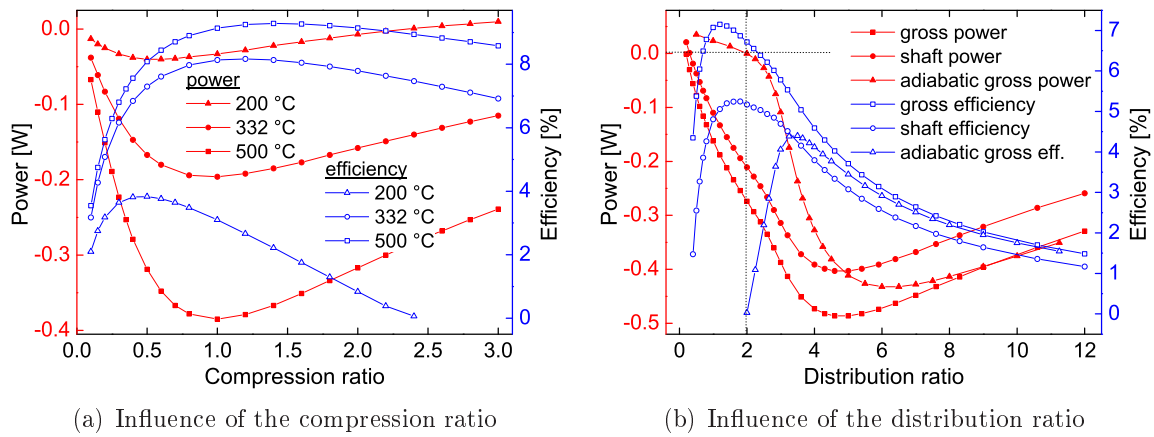 0.0
-0.1
-0.2
-0.3
-0.4
Power [W]
power
200 °C
332 °C
500 °C
efficiency
200 °C
332 °C
500 °C
8
6
4
2
0
Efficiency [%]
0.0 0.5 1.0 1.5 2.0 2.5 3.0
Compression ratio
(a) Influence of the compression ratio
0.0
-0.1
-0.2
-0.3
-0.4
-0.5
Power [W]
gross power
shaft power
adiabatic gross power
gross efficiency
shaft efficiency
adiabatic gross eff.
7
6
5
4
3
2
1
0
Efficiency [%]
0 2 4 6 8 10 12
Distribution ratio
(b) Influence of the distribution ratio